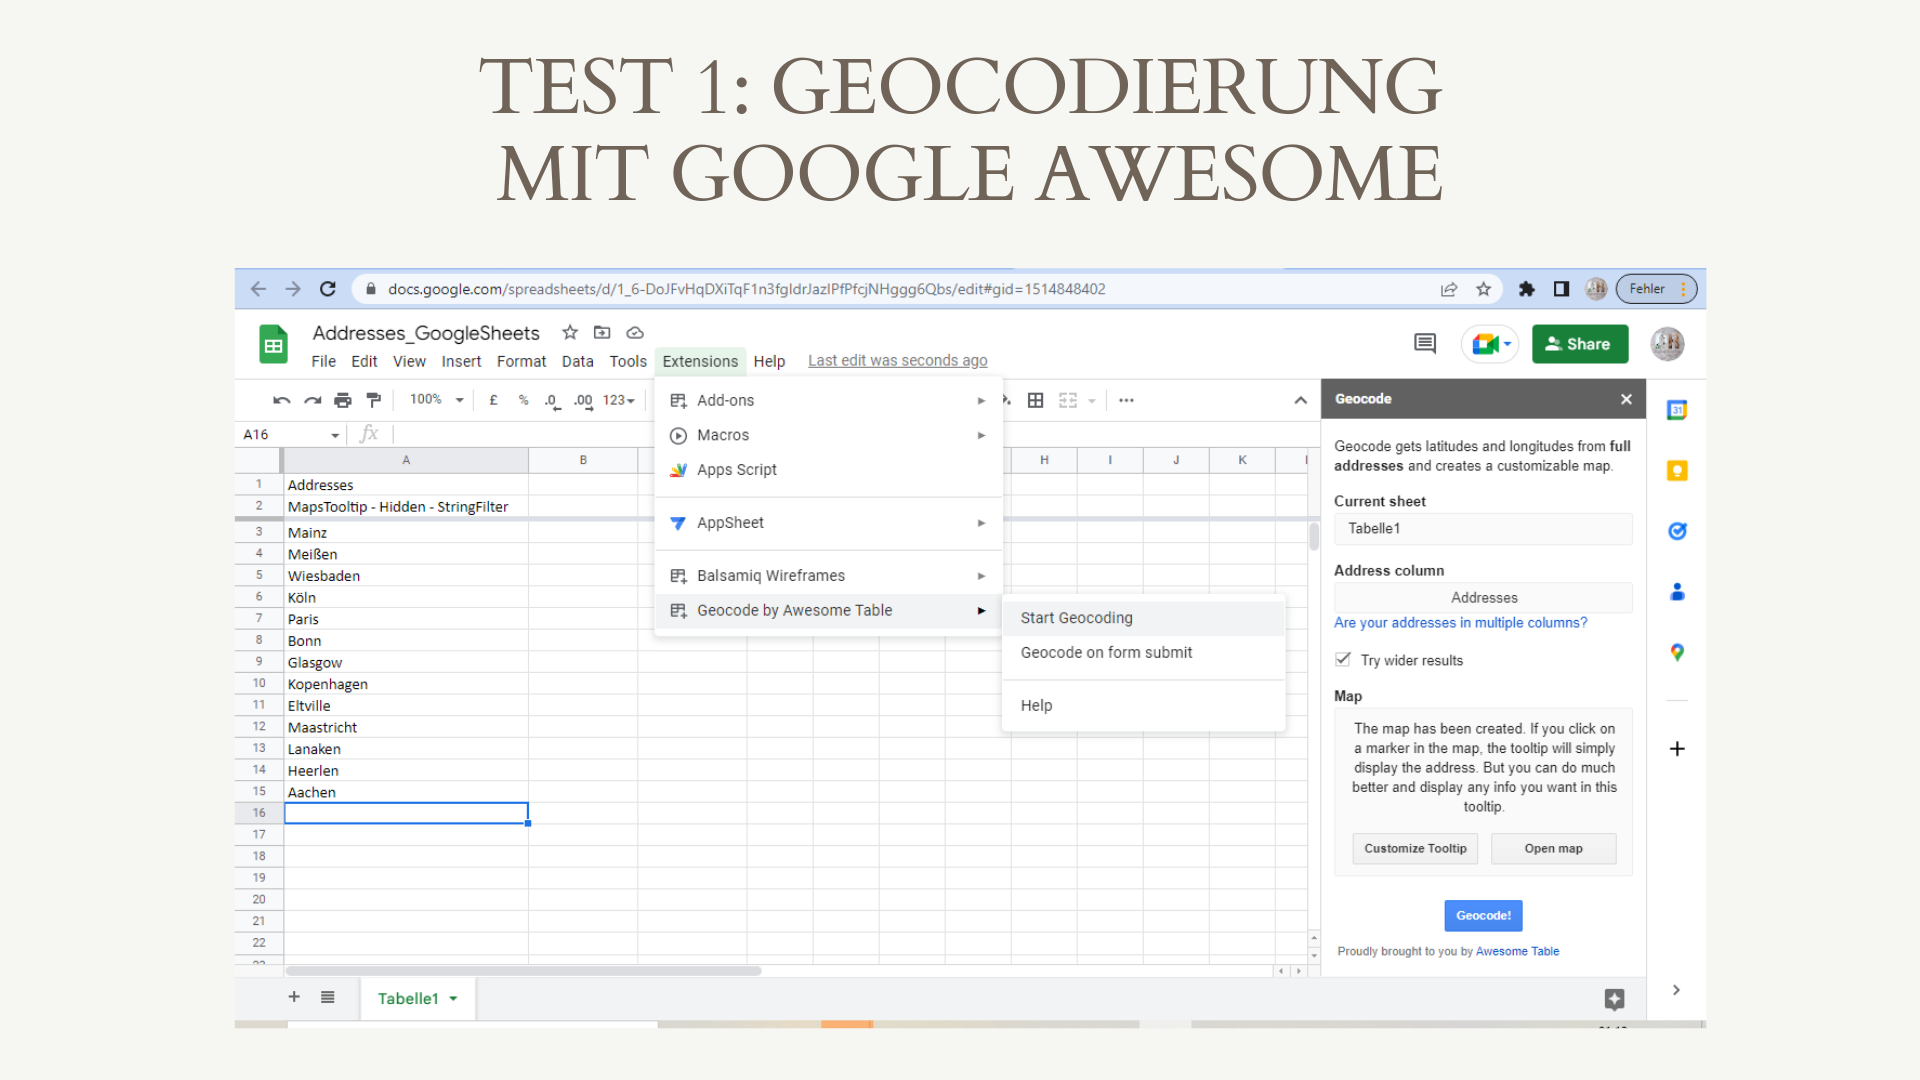 TEST 1: GEOCODIERUNG
MIT GOOGLE AWESOME
docs.google.com/spreadsheets/d/1_6-DoJFvHqDXiTqF1n3fgIdrJazIPfPfcjNHggg6Qbs/edit#gid=1514848402
Fehler
Addresses_GoogleSheets
File Edit View Insert Format Data Tools Extensions Help Last edit was seconds ago
Share
100% £ % .0 .00 123
A16
fx
A B H I J K
1 Addresses
2 MapsTooltip - Hidden - StringFilter
3 Mainz
4 Meißen
5 Wiesbaden
6 Köln
7 Paris
8 Bonn
9 Glasgow
10 Kopenhagen
11 Eltville
12 Maastricht
13 Lanaken
14 Heerlen
15 Aachen
16
17
18
19
20
21
22
Add-ons
Macros
Apps Script
AppSheet
Balsamiq Wireframes
Geocode by Awesome Table
Start Geocoding
Geocode on form submit
Help
Geocode
Geocode gets latitudes and longitudes from full
addresses and creates a customizable map.
Current sheet
Tabelle1
Address column
Addresses
Are your addresses in multiple columns?
Try wider results
Map
The map has been created. If you click on
a marker in the map, the tooltip will simply
display the address. But you can do much
better and display any info you want in this
tooltip.
Customize Tooltip Open map
Geocode!
Proudly brought to you by Awesome Table
31
Tabelle1